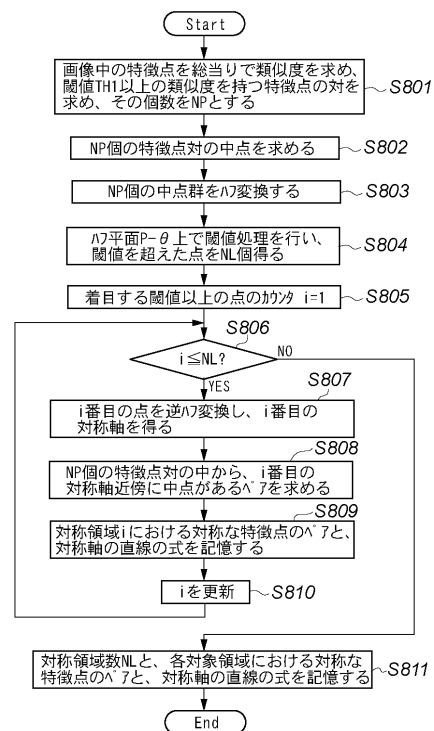 Start
画像中の特徴点を総当りで類似度を求め、
閾値TH1以上の類似度を持つ特徴点の対を
求め、その個数をNPとする
S801
NP個の特徴点対の中点を求める
S802
NP個の中点群をﾊﾌ変換する
S803
ﾊﾌ平面P-θ上で閾値処理を行い、
閾値を超えた点をNL個得る
S804
着目する閾値以上の点のｶｳﾝﾀ i=1
S805
S806
i≦NL?
NO
YES
S807
i番目の点を逆ﾊﾌ変換し、i番目の
対称軸を得る
S808
NP個の特徴点対の中から、i番目の
対称軸近傍に中点があるﾍﾟｱを求める
S809
対称領域iにおける対称な特徴点のﾍﾟｱと、
対称軸の直線の式を記憶する
iを更新
S810
対称領域数NLと、各対象領域における対称な
特徴点のﾍﾟｱと、対称軸の直線の式を記憶する
S811
End